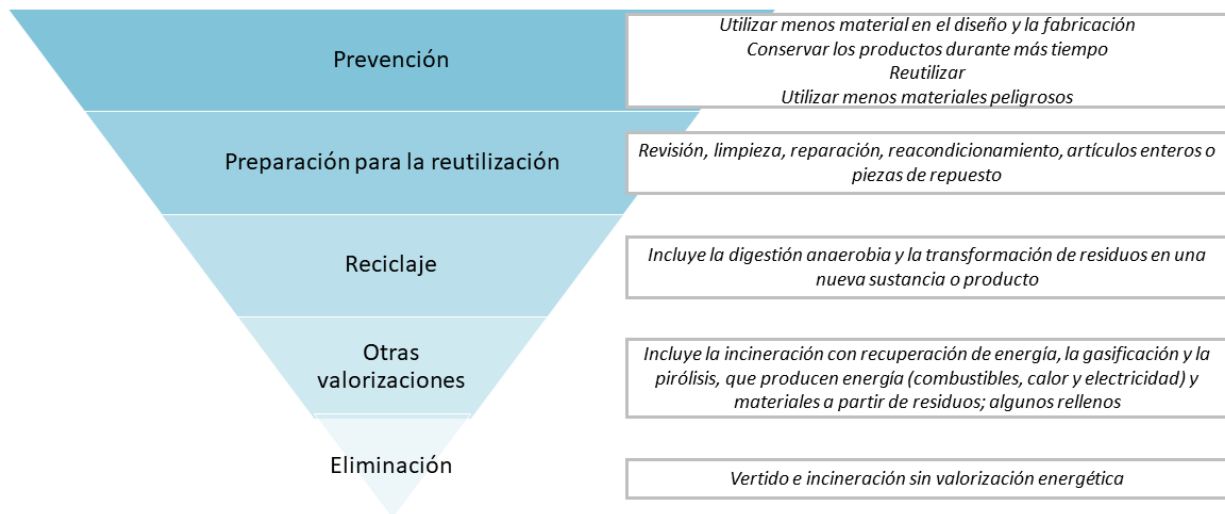 Prevención
Utilizar menos material en el diseño y la fabricación
Conservar los productos durante más tiempo
Reutilizar
Utilizar menos materiales peligrosos
Preparación para la reutilización
Revisión, limpieza, reparación, reacondicionamiento, artículos enteros o
piezas de repuesto
Reciclaje
Incluye la digestión anaerobia y la transformación de residuos en una
nueva sustancia o producto
Otras
valorizaciones
Incluye la incineración con recuperación de energía, la gasificación y la
pirólisis, que producen energía (combustibles, calor y electricidad) y
materiales a partir de residuos; algunos rellenos
Eliminación
Vertido e incineración sin valorización energética